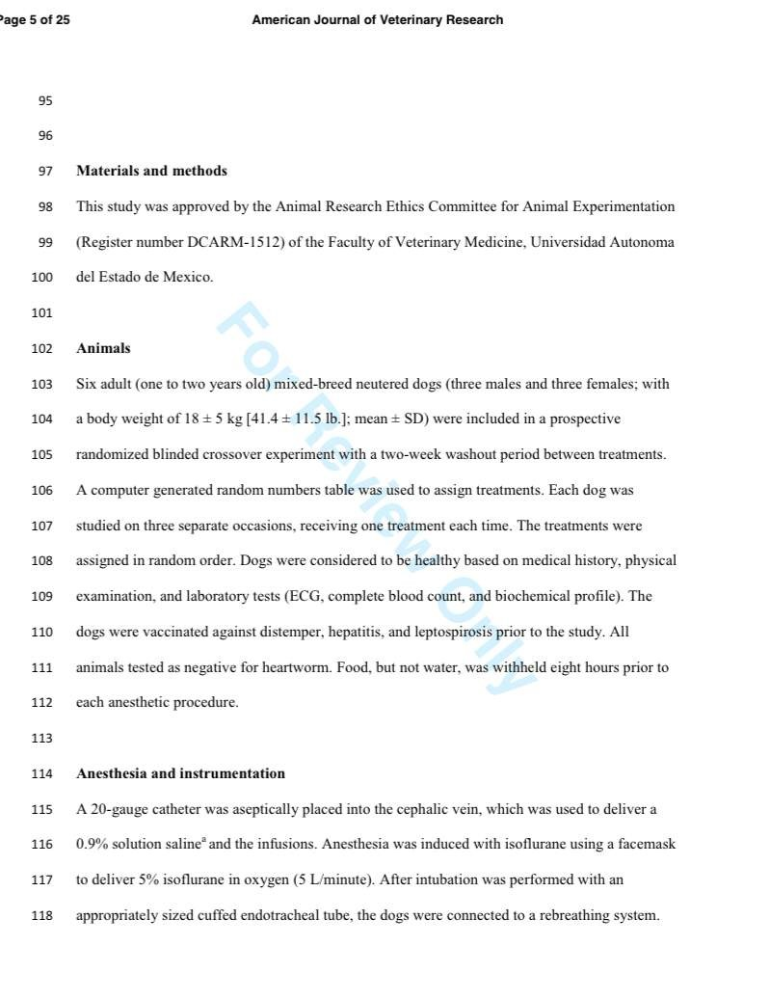 Page 5 of 25
American Journal of Veterinary Research
95
96
97 Materials and methods
98 This study was approved by the Animal Research Ethics Committee for Animal Experimentation
99 (Register number DCARM-1512) of the Faculty of Veterinary Medicine, Universidad Autonoma
100 del Estado de Mexico.
101
102 Animals
103 Six adult (one to two years old) mixed-breed neutered dogs (three males and three females; with
104 a body weight of 18 ± 5 kg [41.4 ± 11.5 lb.]; mean ± SD) were included in a prospective
105 randomized blinded crossover experiment with a two-week washout period between treatments.
106 A computer generated random numbers table was used to assign treatments. Each dog was
107 studied on three separate occasions, receiving one treatment each time. The treatments were
108 assigned in random order. Dogs were considered to be healthy based on medical history, physical
109 examination, and laboratory tests (ECG, complete blood count, and biochemical profile). The
110 dogs were vaccinated against distemper, hepatitis, and leptospirosis prior to the study. All
111 animals tested as negative for heartworm. Food, but not water, was withheld eight hours prior to
112 each anesthetic procedure.
113
114 Anesthesia and instrumentation
115 A 20-gauge catheter was aseptically placed into the cephalic vein, which was used to deliver a
116 0.9% solution salineª and the infusions. Anesthesia was induced with isoflurane using a facemask
117 to deliver 5% isoflurane in oxygen (5 L/minute). After intubation was performed with an
118 appropriately sized cuffed endotracheal tube, the dogs were connected to a rebreathing system.
For Review Only